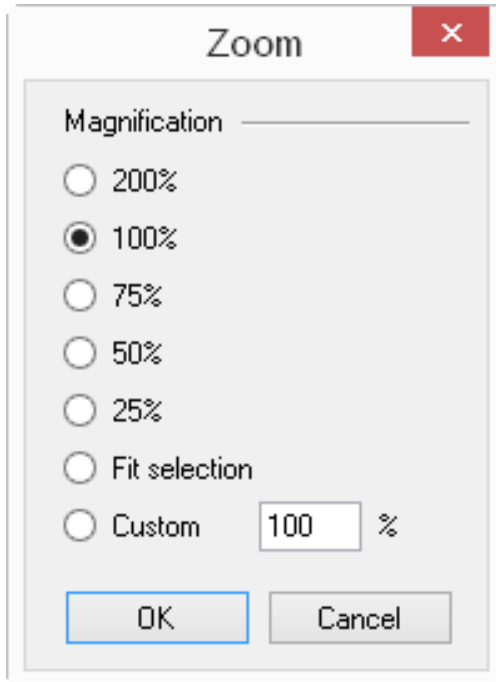 Zoom
Magnification
200%
100%
75%
50%
25%
Fit selection
Custom 100 %
OK Cancel